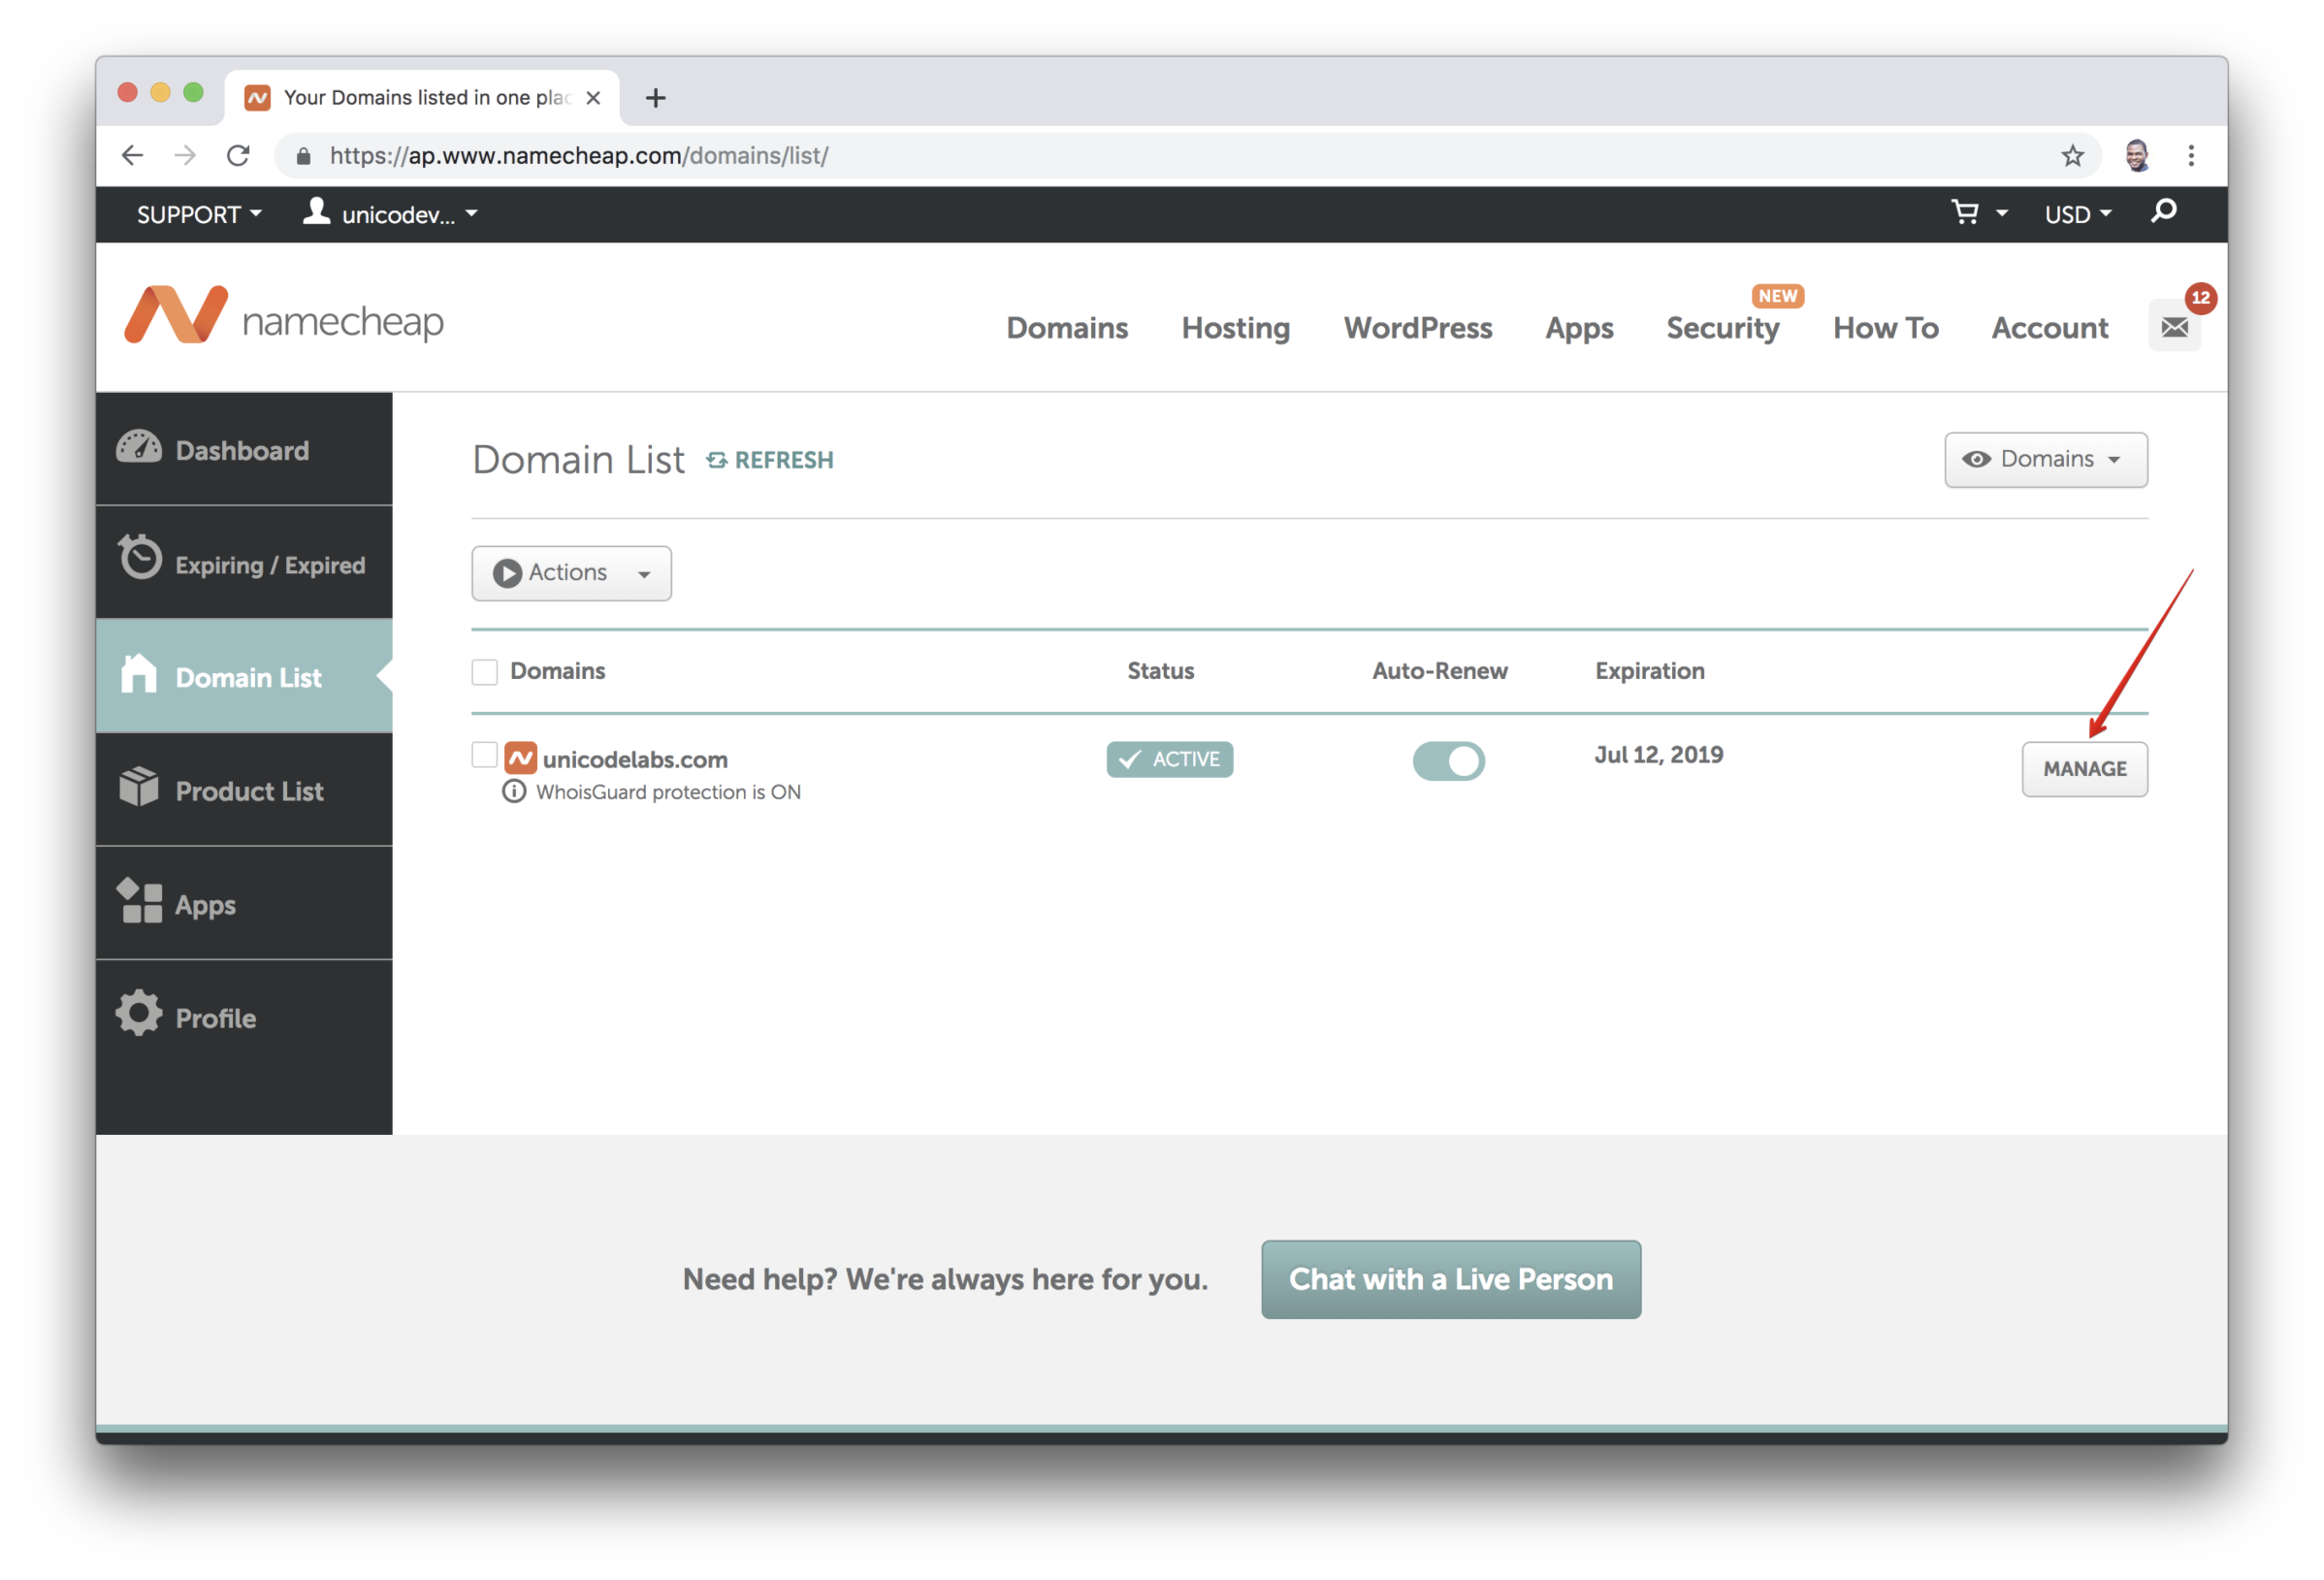 Your Domains listed in one plac
https://ap.www.namecheap.com/domains/list/
SUPPORT
unicodev...
USD
namecheap
Domains
Hosting
WordPress
Apps
NEW
Security
How To
Account
12
Dashboard
Expiring / Expired
Domain List
Product List
Apps
Profile
Domain List
REFRESH
Domains
Actions
Domains
Status
Auto-Renew
Expiration
unicodelabs.com
ACTIVE
Jul 12, 2019
MANAGE
WhoisGuard protection is ON
Need help? We're always here for you.
Chat with a Live Person